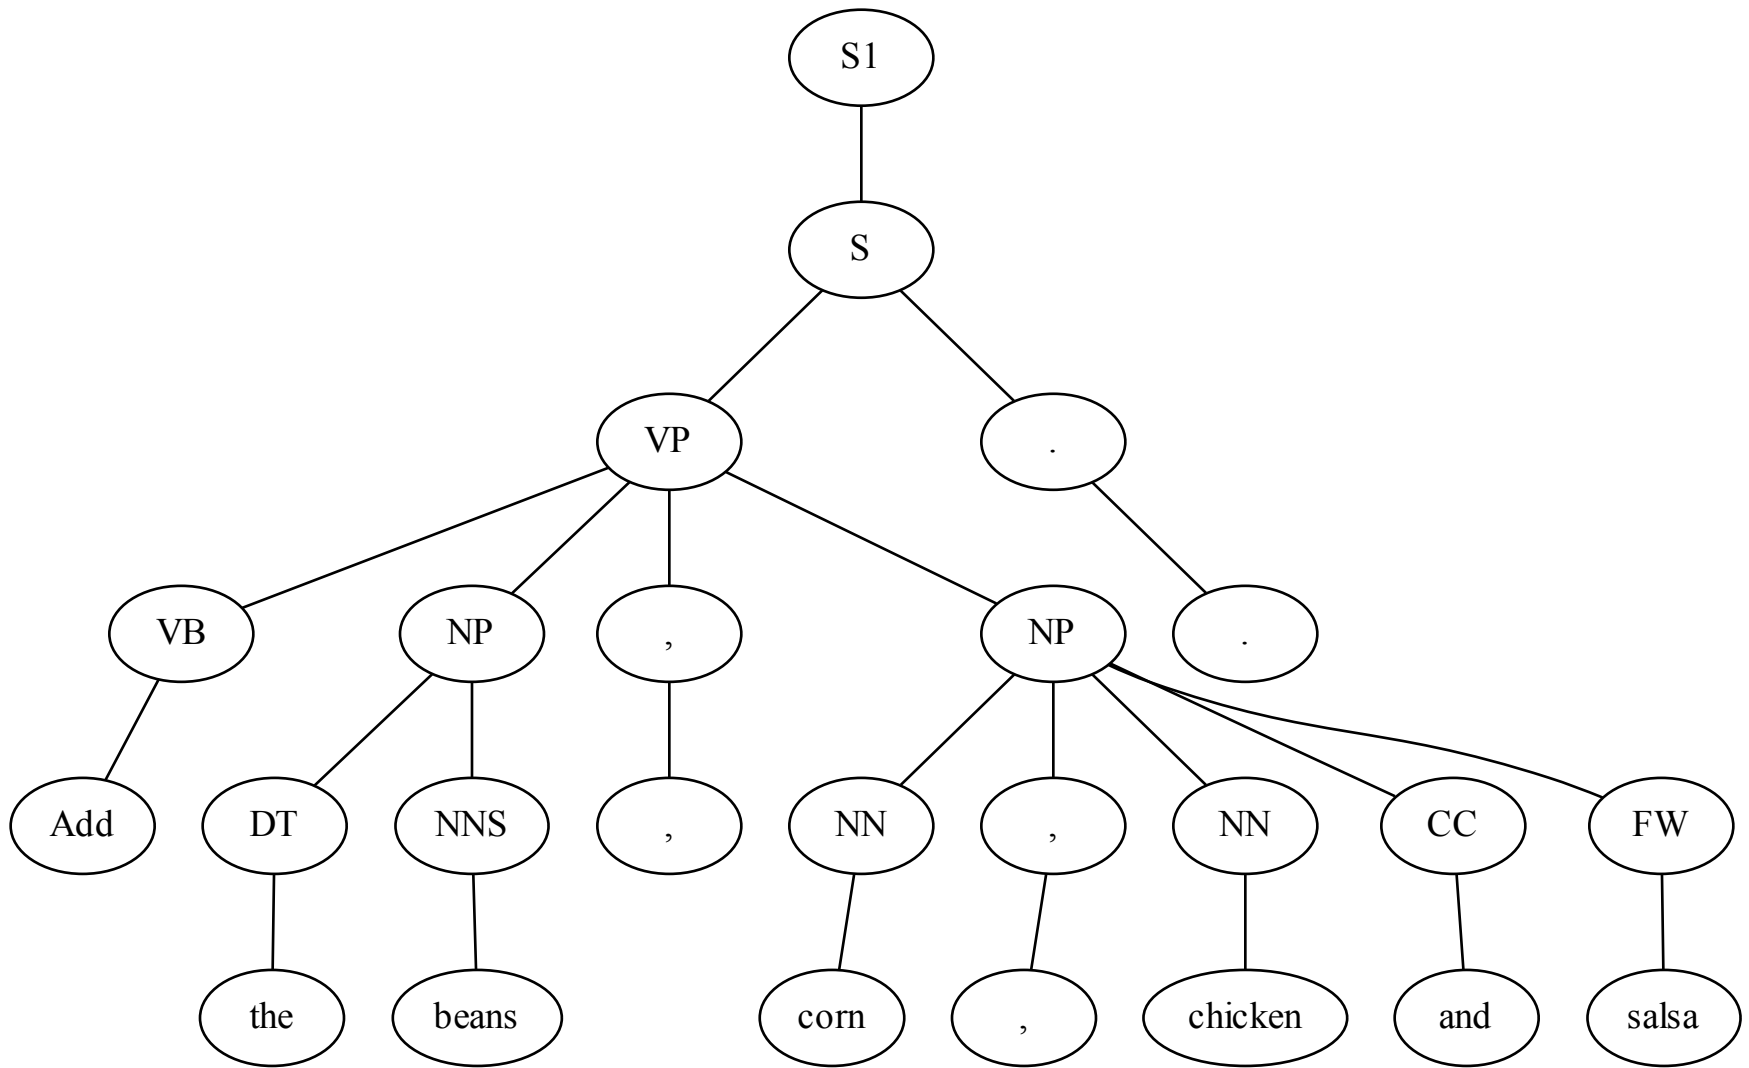 S1
S
VP .
VB NP , NP .
Add DT NNS , NN , NN CC FW
the beans corn , chicken and salsa